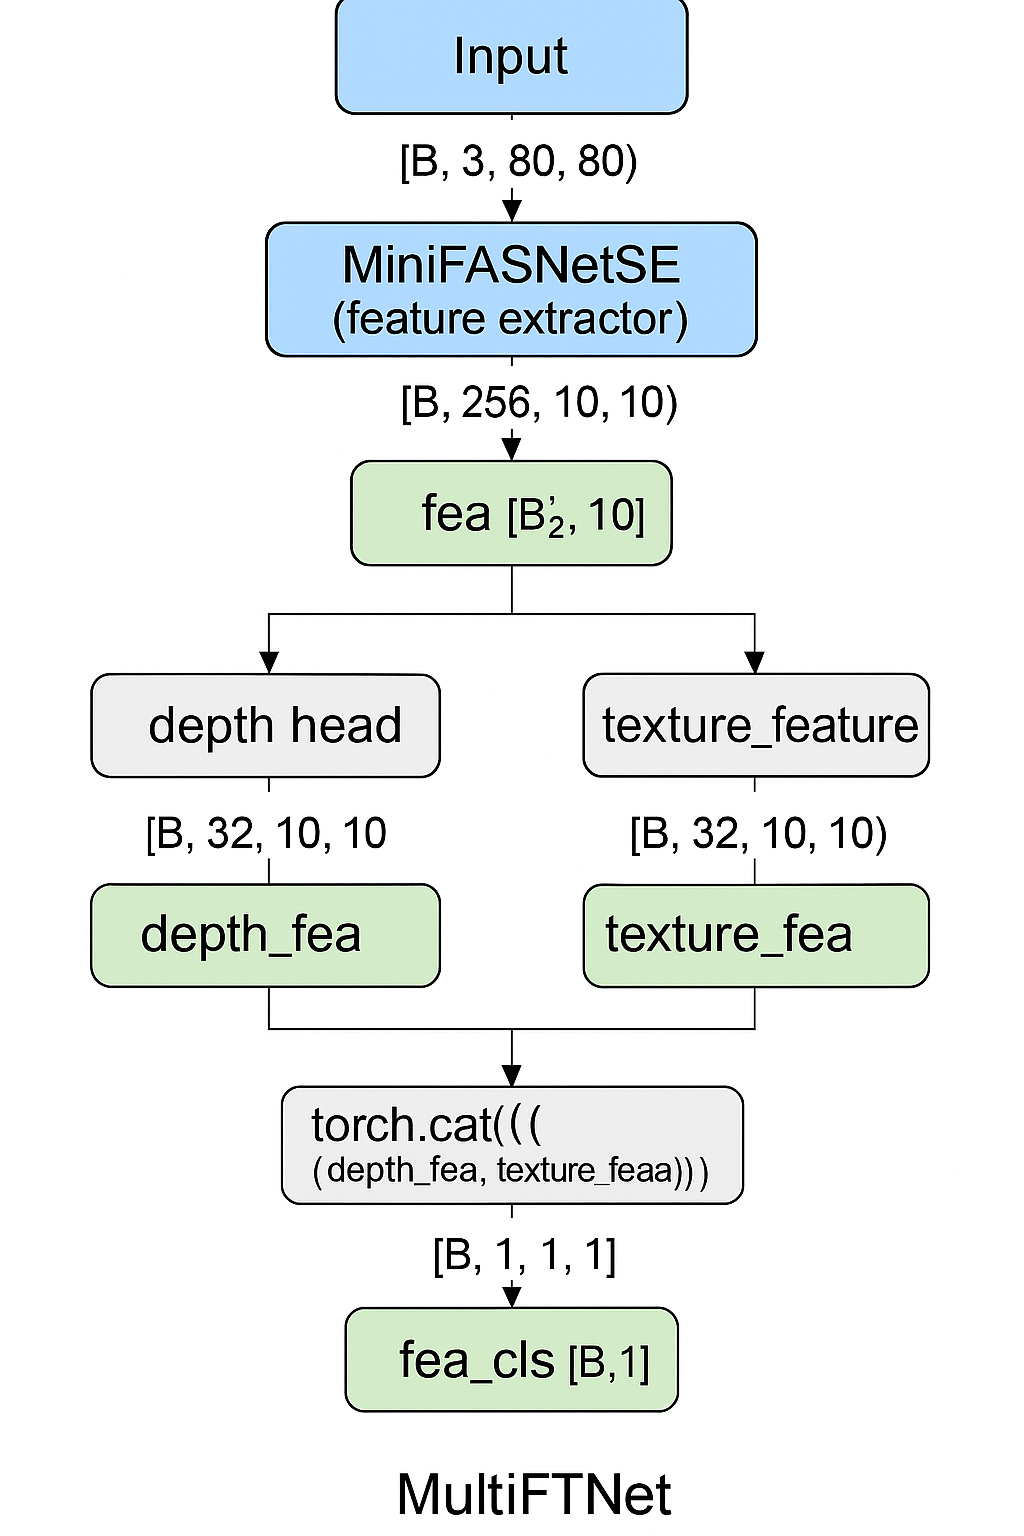 Input
[B, 3, 80, 80)
MiniFASNetSE
(feature extractor)
[B, 256, 10, 10)
fea [B'₂, 10]
depth head
texture_feature
[B, 32, 10, 10
[B, 32, 10, 10)
depth_fea
texture_fea
torch.cat(((
(depth_fea, texture_feaa)))
[B, 1, 1, 1]
fea_cls [B,1]
MultiFTNet